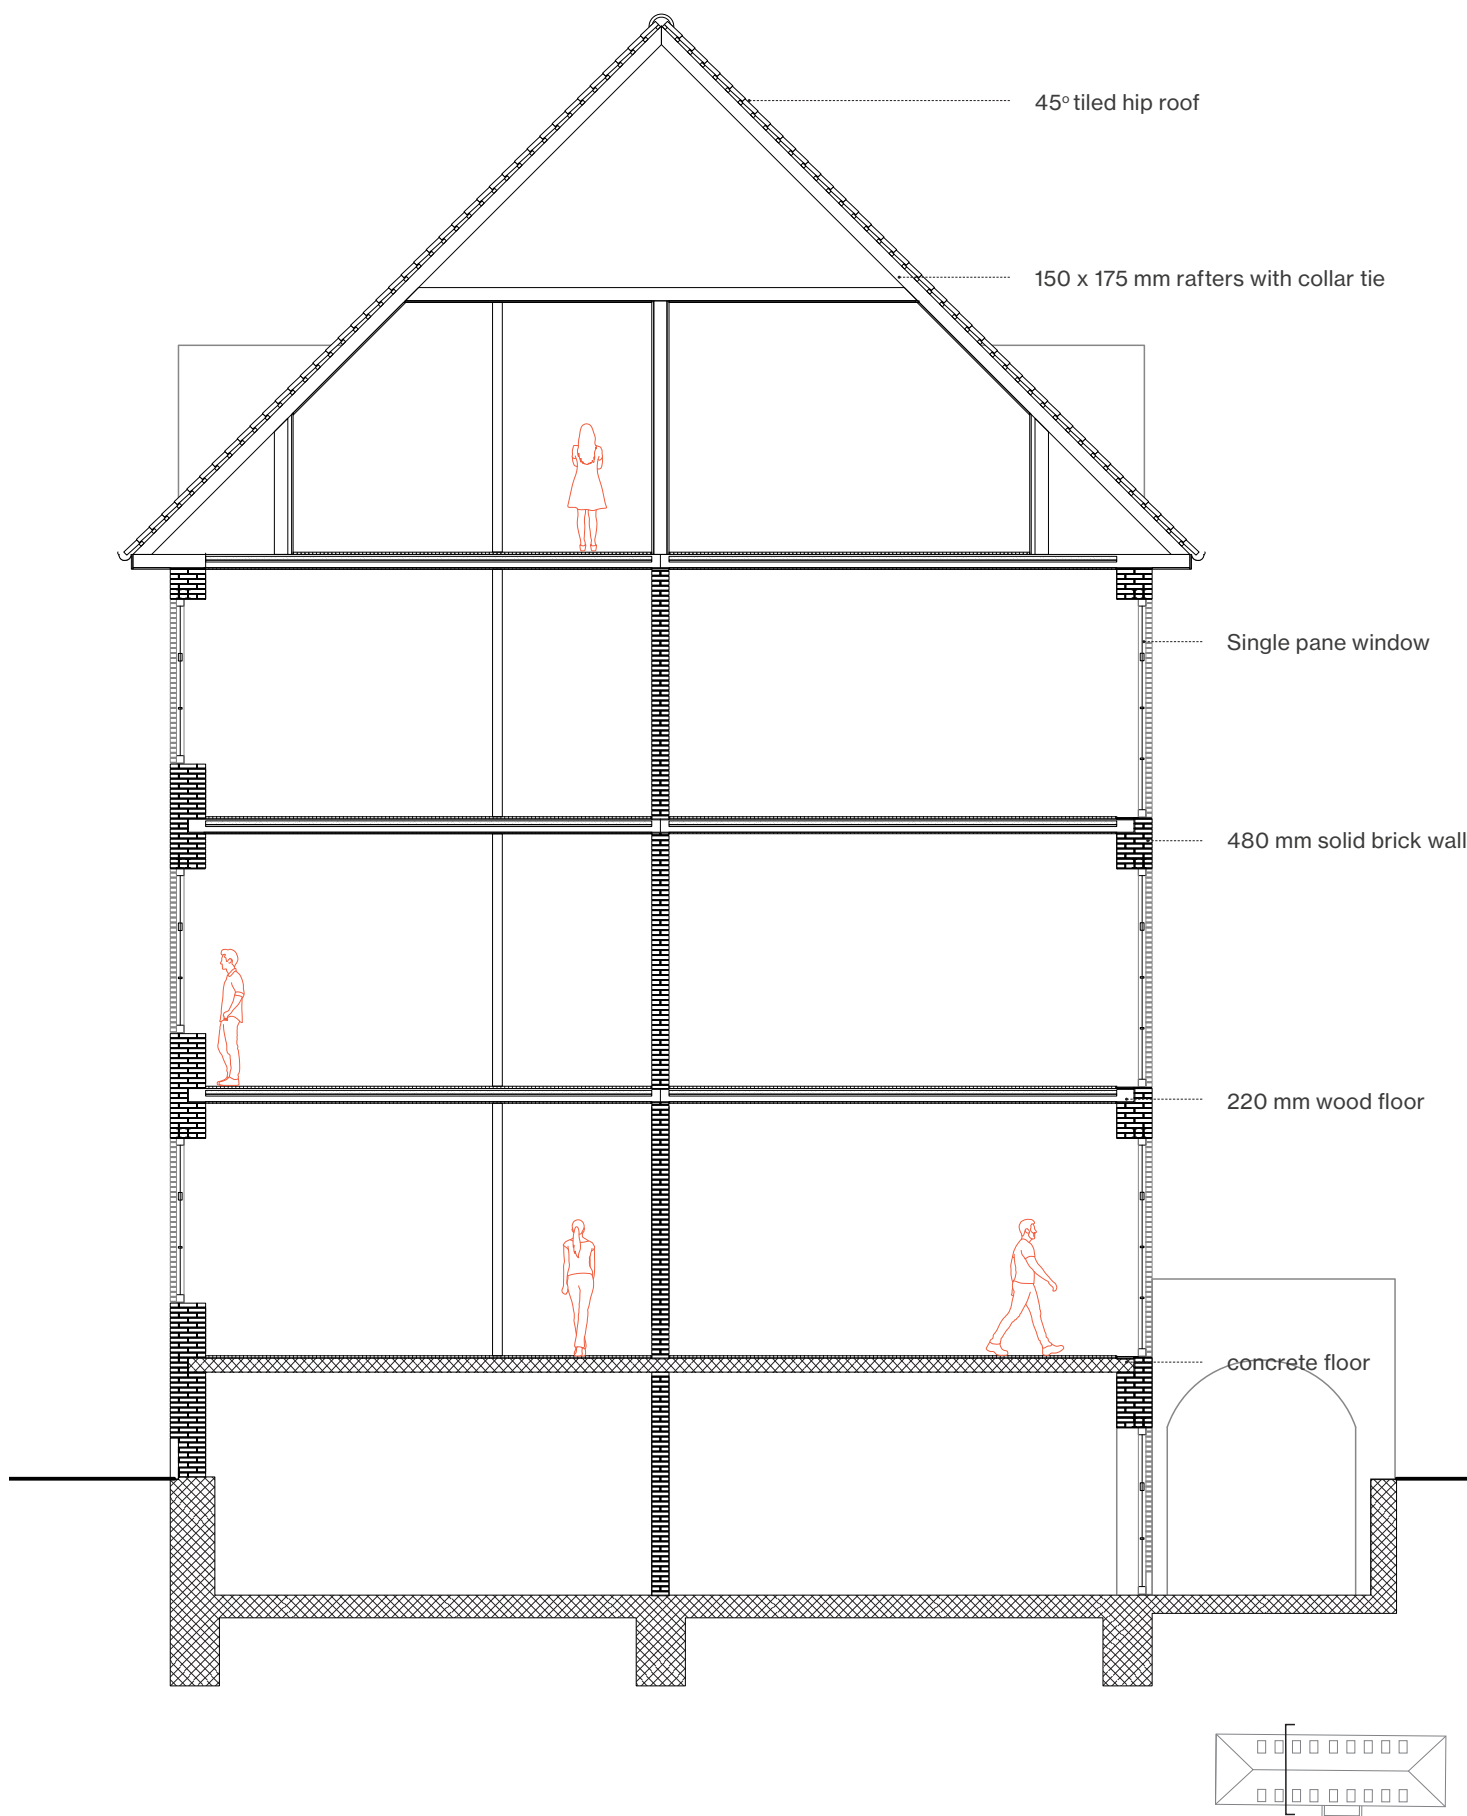 45° tiled hip roof
150 x 175 mm rafters with collar tie
Single pane window
480 mm solid brick wall
220 mm wood floor
concrete floor